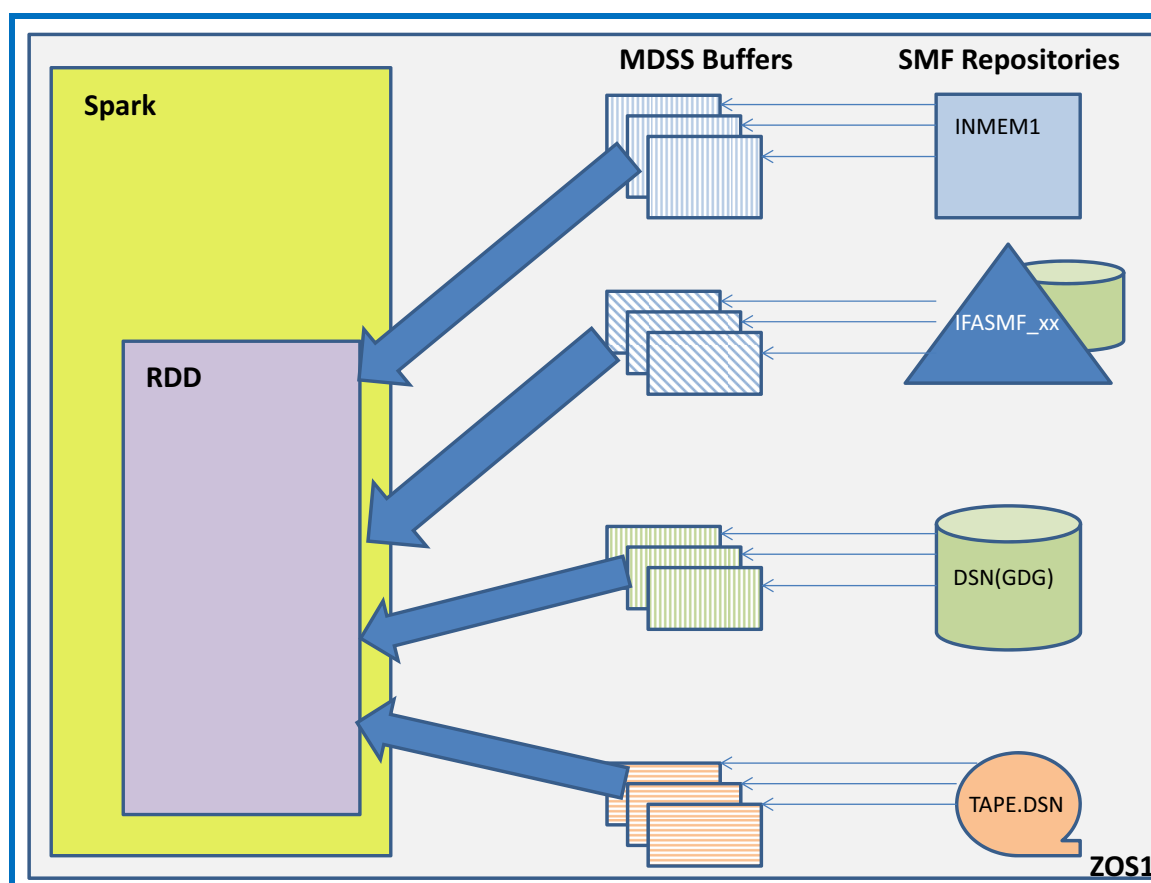 MDSS Buffers
SMF Repositories
Spark
INMEM1
IFASMF_xx
RDD
DSN(GDG)
TAPE.DSN
ZOS1